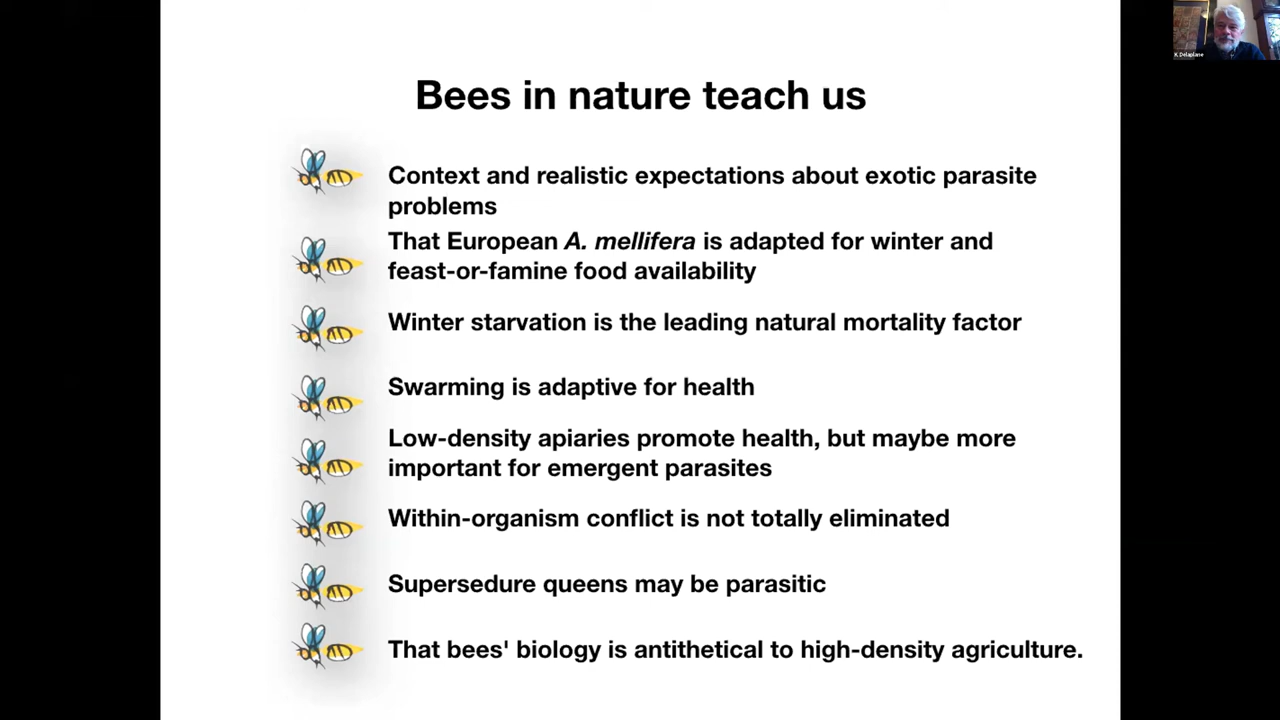 K Delaplane
Bees in nature teach us
Context and realistic expectations about exotic parasite
problems
That European A. mellifera is adapted for winter and
feast-or-famine food availability
Winter starvation is the leading natural mortality factor
Swarming is adaptive for health
Low-density apiaries promote health, but maybe more
important for emergent parasites
Within-organism conflict is not totally eliminated
Supersedure queens may be parasitic
That bees' biology is antithetical to high-density agriculture.